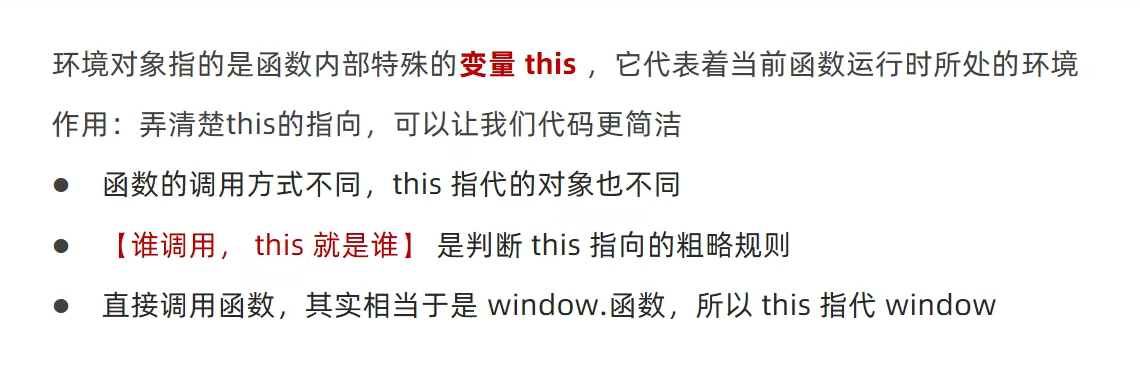 环境对象指的是函数内部特殊的变量 this ，它代表着当前函数运行时所处的环境
作用：弄清楚this的指向，可以让我们代码更简洁
● 函数的调用方式不同，this 指代的对象也不同
● 【谁调用， this 就是谁】 是判断 this 指向的粗略规则
● 直接调用函数，其实相当于是 window.函数，所以 this 指代 window